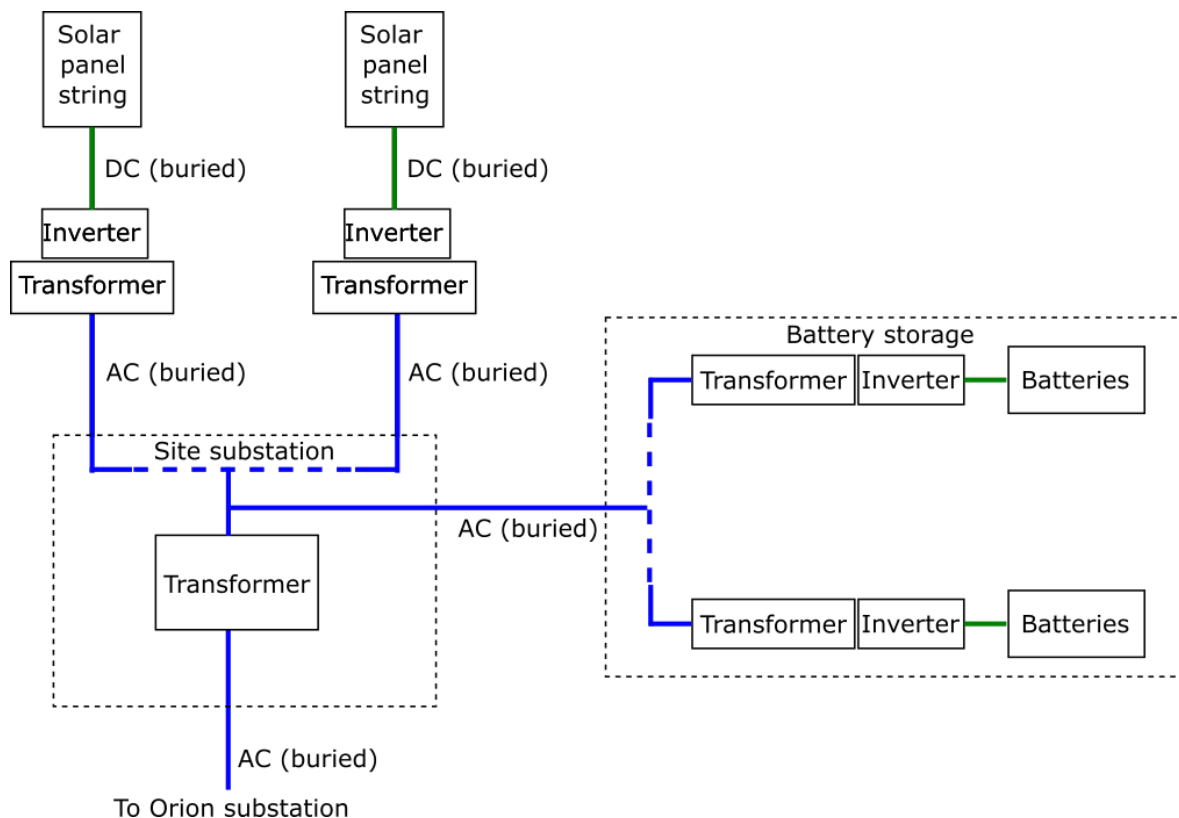 Solar
panel
string
Solar
panel
string
DC (buried)
DC (buried)
Inverter
Inverter
Transformer
Transformer
AC (buried)
AC (buried)
Battery storage
Transformer
Inverter
Batteries
Site substation
AC (buried)
Transformer
Transformer
Inverter
Batteries
AC (buried)
To Orion substation